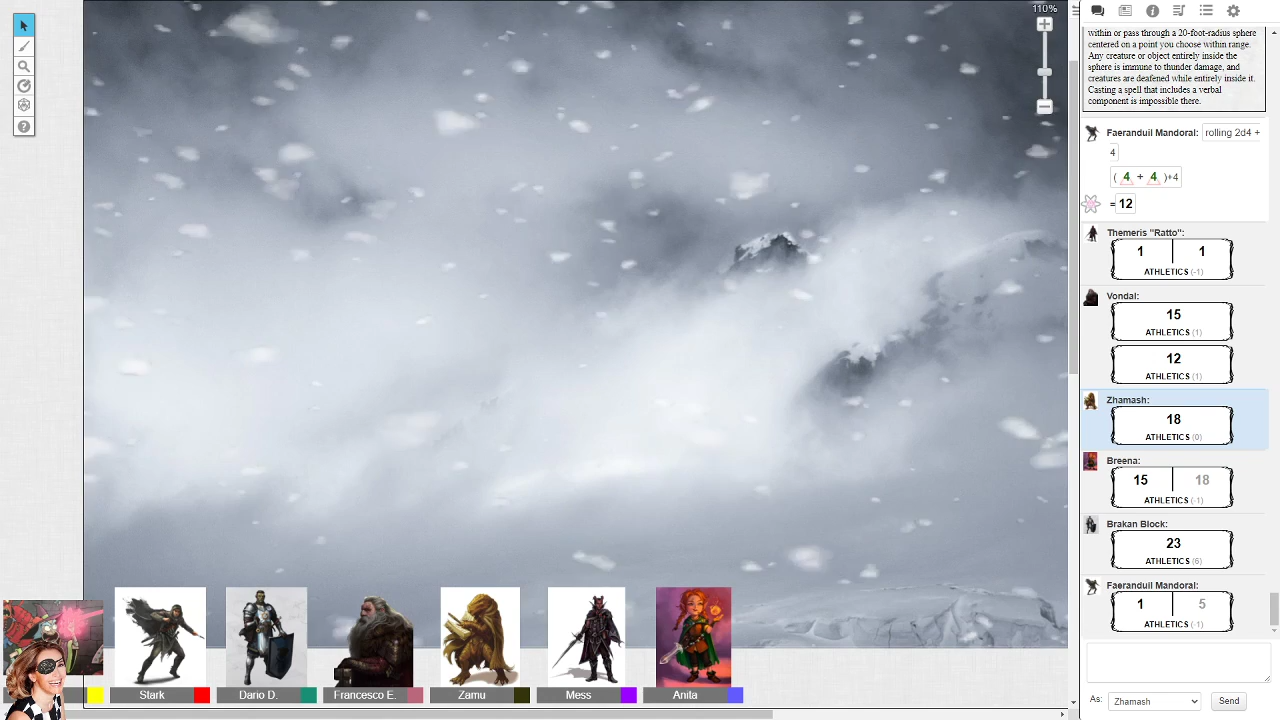 110%
within or pass through a 20-foot-radius sphere
centered on a point you choose within range.
Any creature or object entirely inside the
sphere is immune to thunder damage, and
creatures are deafened while entirely inside it.
Casting a spell that includes a verbal
component is impossible there.
Faeranduil Mandoral: rolling 2d4 +
4
( 4 + 4 )+4
=12
Themeris "Ratto":
1 1
ATHLETICS (-1)
Vondal:
15
ATHLETICS (1)
12
ATHLETICS (1)
Zhamash:
18
ATHLETICS (0)
Breena:
15 18
ATHLETICS (-1)
Brakan Block:
23
ATHLETICS (6)
Faeranduil Mandoral:
1 5
ATHLETICS (-1)
As: Zhamash Send
Stark
Dario D.
Francesco E.
Zamu
Mess
Anita